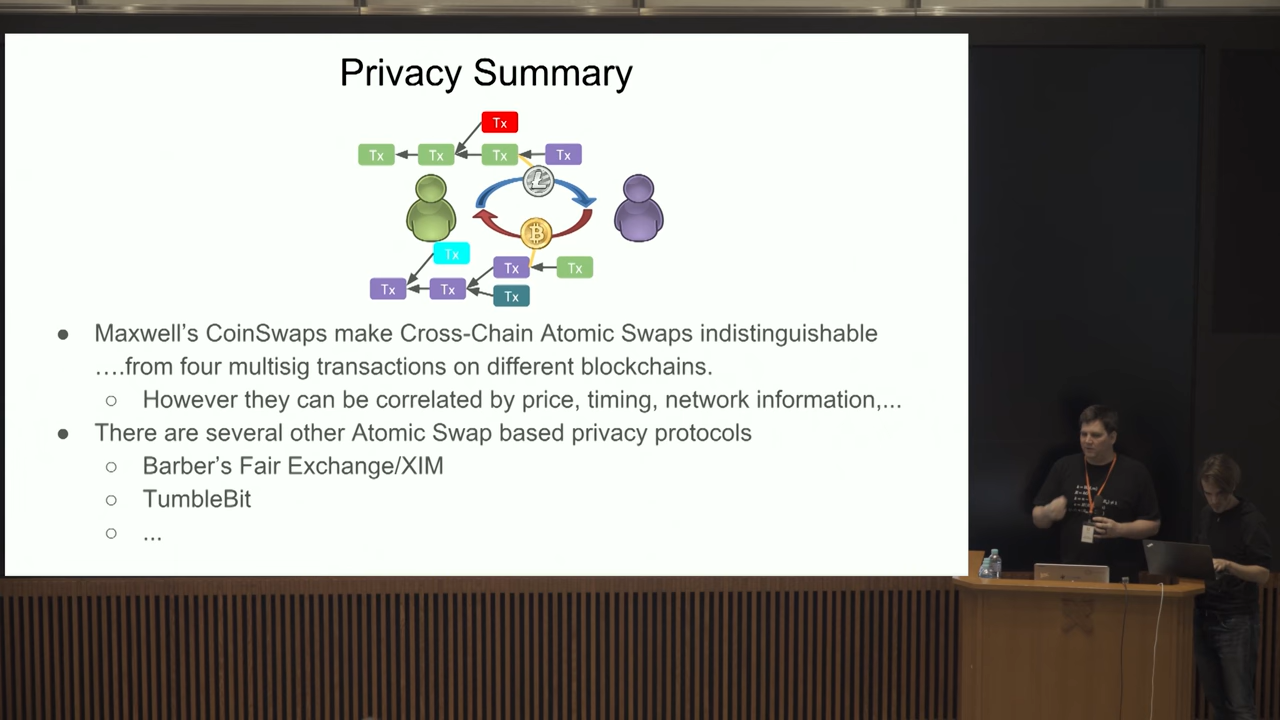 Privacy Summary
Tx
Tx Tx Tx Tx
Ł
B
Tx
Tx Tx
Tx Tx Tx
● Maxwell’s CoinSwaps make Cross-Chain Atomic Swaps indistinguishable
….from four multisig transactions on different blockchains.
○ However they can be correlated by price, timing, network information,...
● There are several other Atomic Swap based privacy protocols
○ Barber’s Fair Exchange/XIM
○ TumbleBit
○ ...